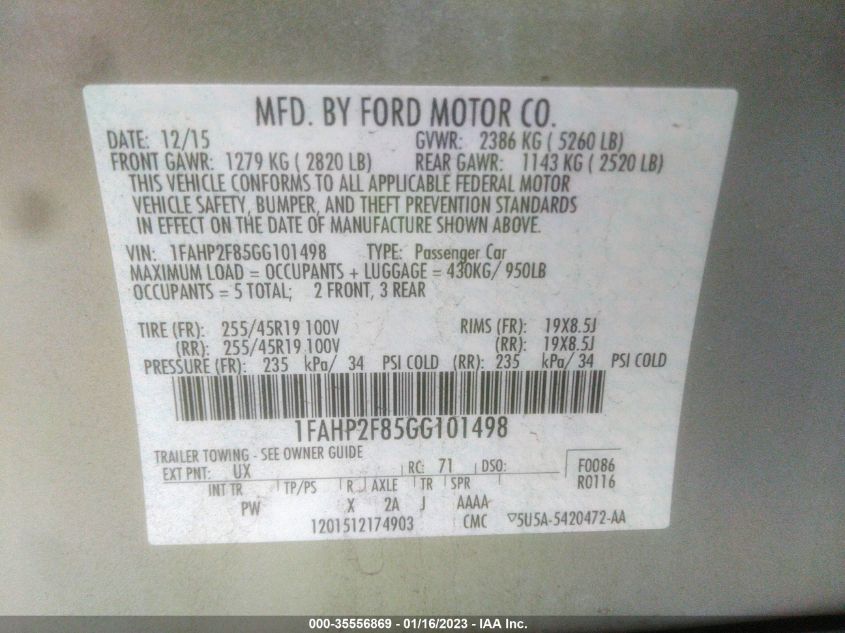 MFD. BY FORD MOTOR CO.
DATE: 12/15 GVWR: 2386 KG ( 5260 LB)
FRONT GAWR: 1279 KG ( 2820 LB) REAR GAWR: 1143 KG ( 2520 LB)
THIS VEHICLE CONFORMS TO ALL APPLICABLE FEDERAL MOTOR
VEHICLE SAFETY, BUMPER, AND THEFT PREVENTION STANDARDS
IN EFFECT ON THE DATE OF MANUFACTURE SHOWN ABOVE.
VIN: 1FAHP2F85GG101498 TYPE: Passenger Car
MAXIMUM LOAD = OCCUPANTS + LUGGAGE = 430KG/ 950LB
OCCUPANTS = 5 TOTAL; 2 FRONT, 3 REAR
TIRE (FR): 255/45R19 100V RIMS (FR): 19X8.5J
(RR): 255/45R19 100V (RR): 19X8.5J
PRESSURE (FR): 235 kPa/ 34 PSI COLD (RR): 235 kPa/ 34 PSI COLD
1FAHP2F85GG101498
TRAILER TOWING - SEE OWNER GUIDE
EXT PNT: UX RC: 71 DSO: F0086
INT TR TP/PS R AXLE TR SPR R0116
PW X 2A J AAAA
1201512174903 CMC ▽5U5A-5420472-AA
000-35556869 - 01/16/2023 - IAA Inc.